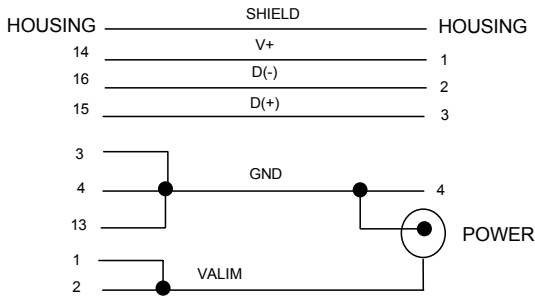 SHIELD
HOUSING HOUSING
14 V+ 1
16 D(-) 2
15 D(+) 3
3
4 GND 4
13
POWER
1
2 VALIM